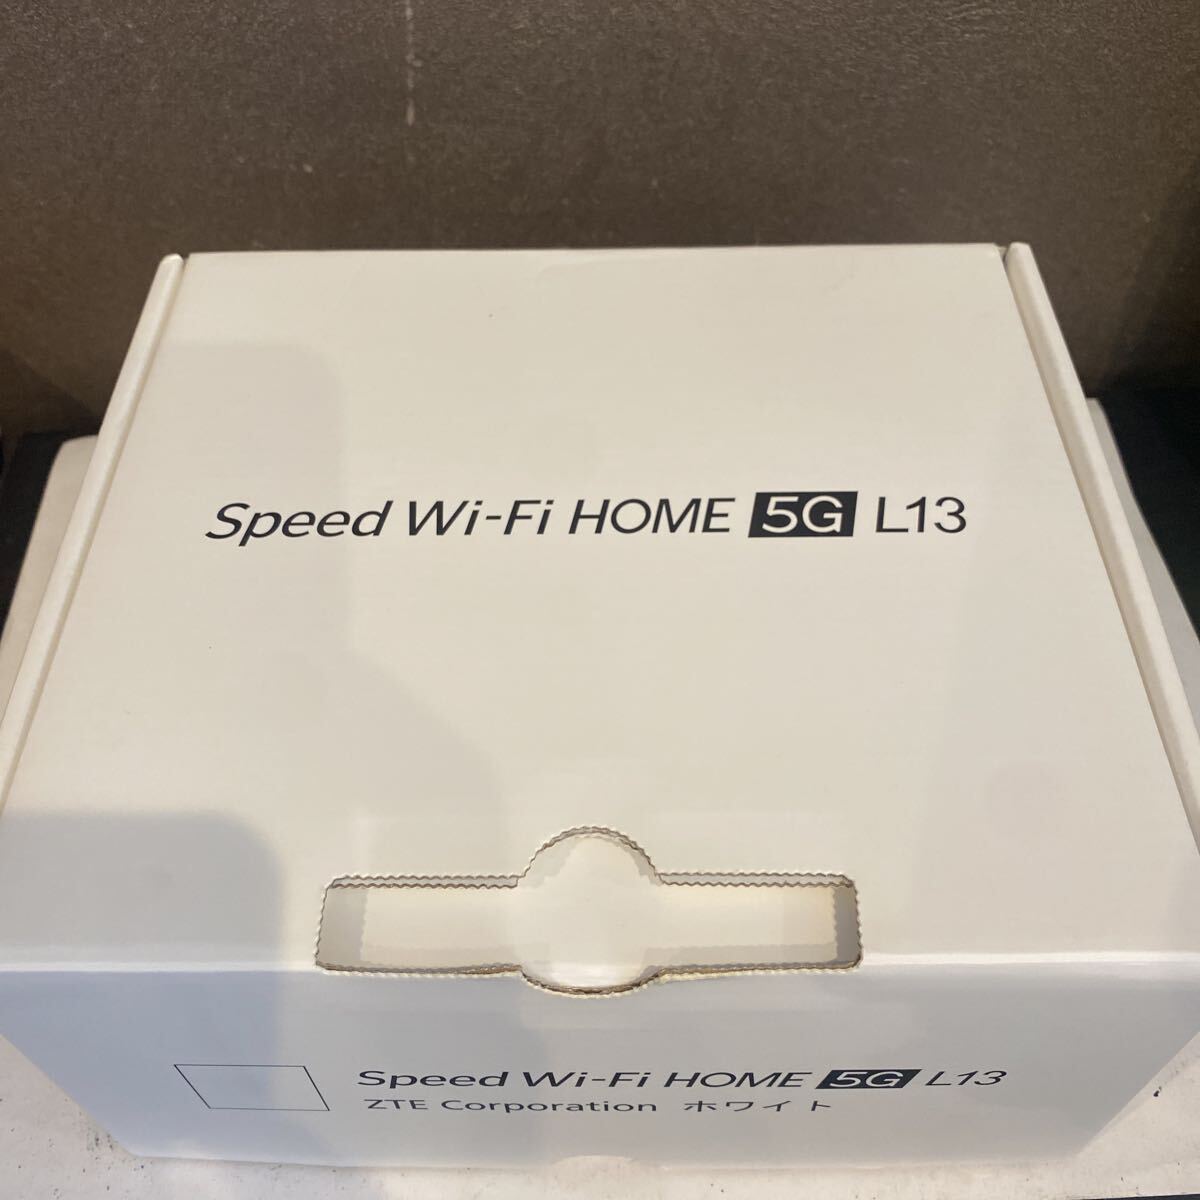 Speed Wi-Fi HOME 5G L13
Speed Wi-Fi HOME 5G L13
ZTE Corporation ホワイト